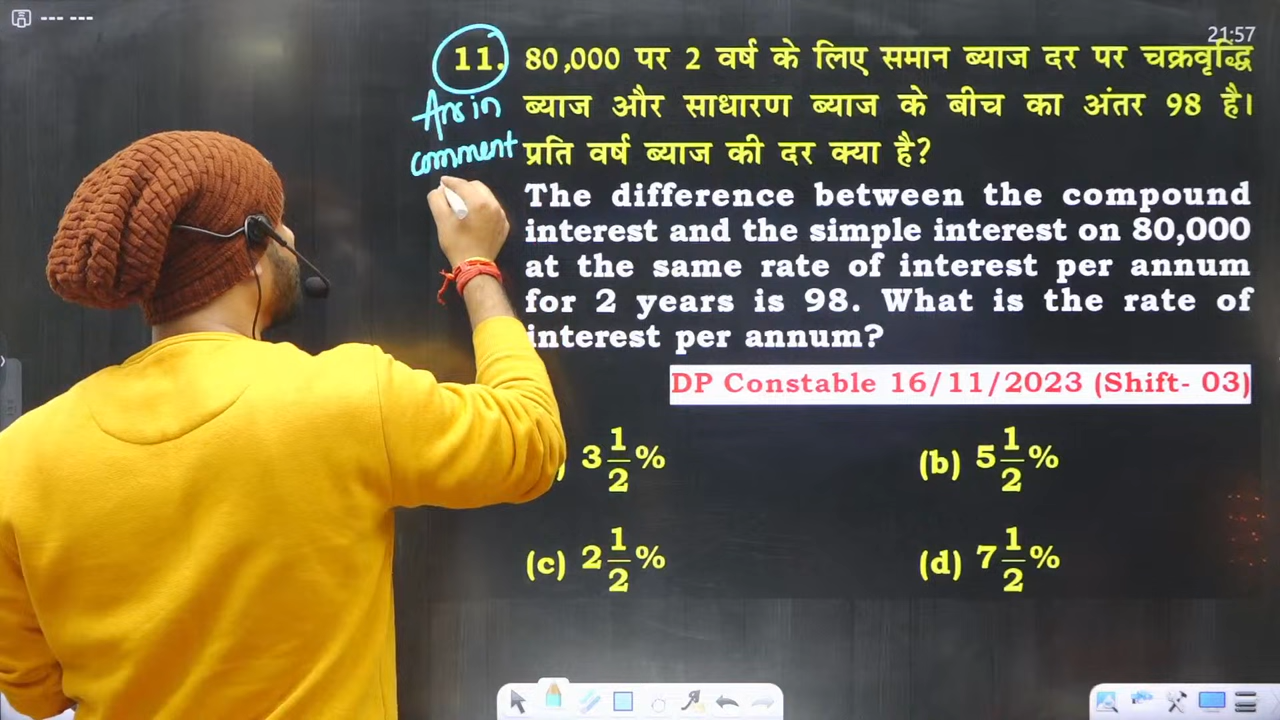 21:57
11. 80,000 पर 2 वर्ष के लिए समान ब्याज दर पर चक्रवृद्धि
Ans in
ब्याज और साधारण ब्याज के बीच का अंतर 98 है।
comment
प्रति वर्ष ब्याज की दर क्या है?
The difference between the compound
interest and the simple interest on 80,000
at the same rate of interest per annum
for 2 years is 98. What is the rate of
interest per annum?
DP Constable 16/11/2023 (Shift- 03)
) 3 1/2 %
(b) 5 1/2 %
(c) 2 1/2 %
(d) 7 1/2 %